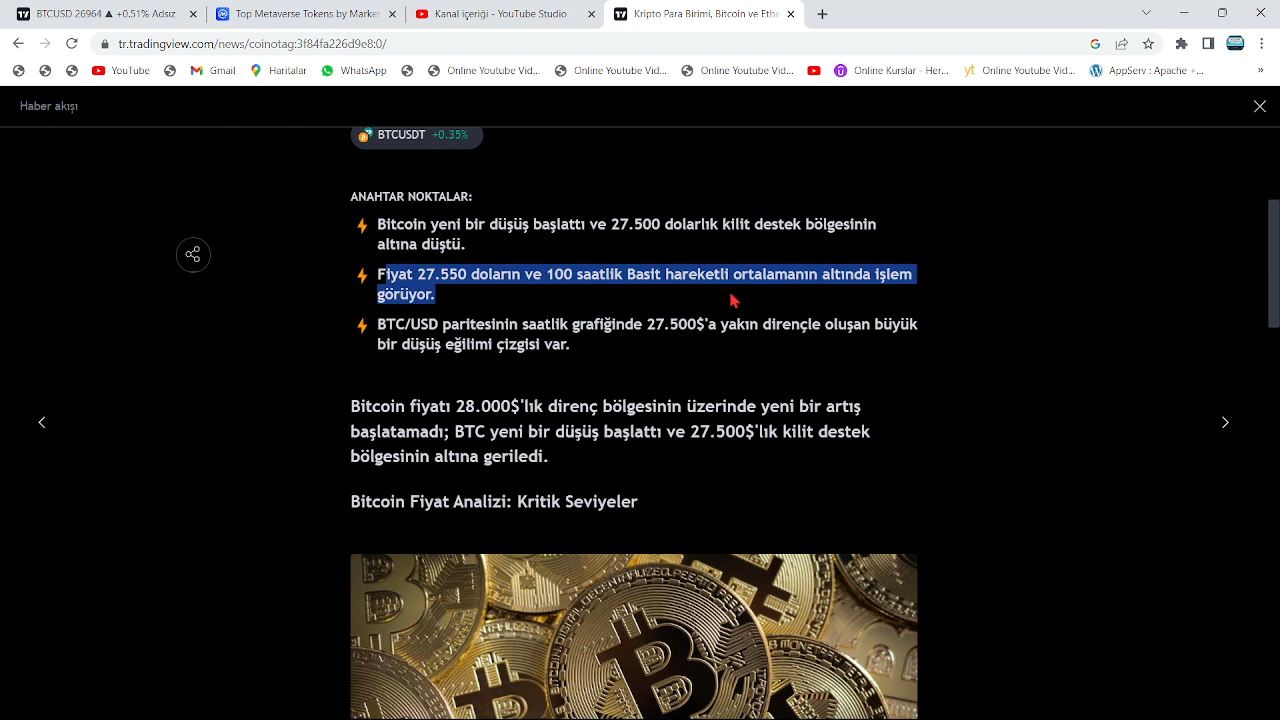 BTCUSD 26964 ▲ +0.51% Adsız
Top Metaverse Tokens by Market
Kanal içeriği - YouTube Studio
Kripto Para Birimi, Bitcoin ve Ethe
tr.tradingview.com/news/coinotag:3f84fa226d9e8:0/
YouTube
Gmail
Haritalar
WhatsApp
Online Youtube Vid...
Online Youtube Vid...
Online Youtube Vid...
Online Kurslar - Her...
Online Youtube Vid...
AppServ : Apache +...
»
Haber akışı
BTCUSDT +0.35%
ANAHTAR NOKTALAR:
Bitcoin yeni bir düşüş başlattı ve 27.500 dolarlık kilit destek bölgesinin
altına düştü.
Fiyat 27.550 doların ve 100 saatlik Basit hareketli ortalamanın altında işlem
görüyor.
BTC/USD paritesinin saatlik grafiğinde 27.500$'a yakın dirençle oluşan büyük
bir düşüş eğilimi çizgisi var.
Bitcoin fiyatı 28.000$'lık direnç bölgesinin üzerinde yeni bir artış
başlatamadı; BTC yeni bir düşüş başlattı ve 27.500$'lık kilit destek
bölgesinin altına geriledi.
Bitcoin Fiyat Analizi: Kritik Seviyeler